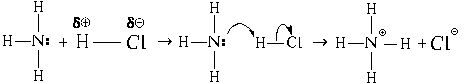 H δ⊕ δ⊖ H H
H—N: + H — Cl → H—N: H—Cl → H—N⊕—H + Cl⊖
H H H